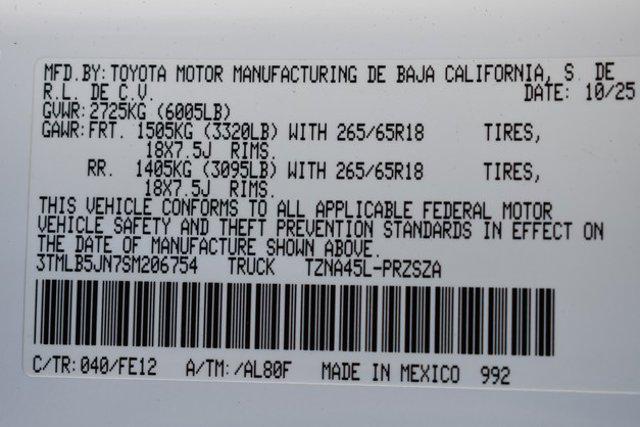 MFD.BY:TOYOTA MOTOR MANUFACTURING DE BAJA CALIFORNIA, S. DE
R.L. DE C.V. DATE: 10/25
GVWR:2725KG (6005LB)
GAWR:FRT. 1505KG (3320LB) WITH 265/65R18 TIRES,
18X7.5J RIMS.
RR. 1405KG (3095LB) WITH 265/65R18 TIRES,
18X7.5J RIMS.
THIS VEHICLE CONFORMS TO ALL APPLICABLE FEDERAL MOTOR
VEHICLE SAFETY AND THEFT PREVENTION STANDARDS IN EFFECT ON
THE DATE OF MANUFACTURE SHOWN ABOVE.
3TMLB5JN7SM206754 TRUCK TZNA45L-PRZSZA
C/TR:040/FE12 A/TM:/AL80F MADE IN MEXICO 992